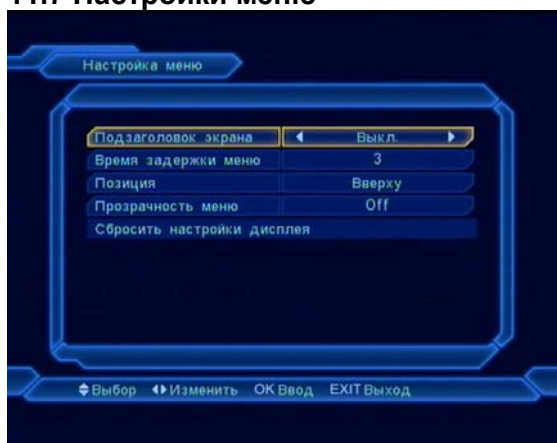 Настройка меню
Подзаголовок экрана Выкл.
Время задержки меню 3
Позиция Вверху
Прозрачность меню Off
Сбросить настройки дисплея
Выбор Изменить OK Ввод EXIT Выход